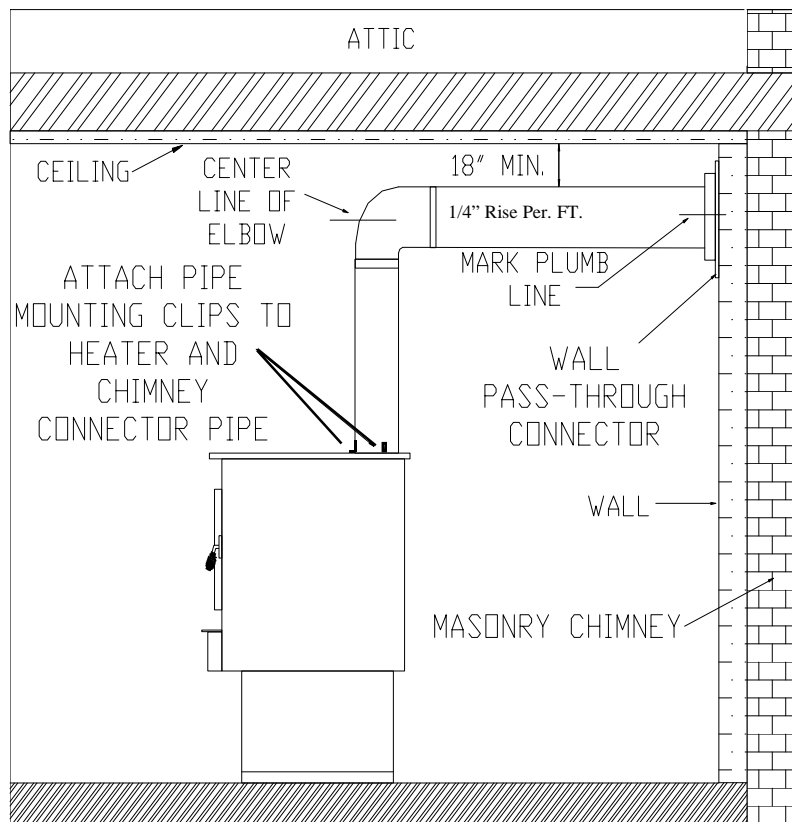 ATTIC
CEILING
CENTER
LINE OF
ELBOW
18" MIN.
1/4” Rise Per. FT.
MARK PLUMB
LINE
ATTACH PIPE
MOUNTING CLIPS TO
HEATER AND
CHIMNEY
CONNECTOR PIPE
WALL
PASS-THROUGH
CONNECTOR
WALL
MASONRY CHIMNEY